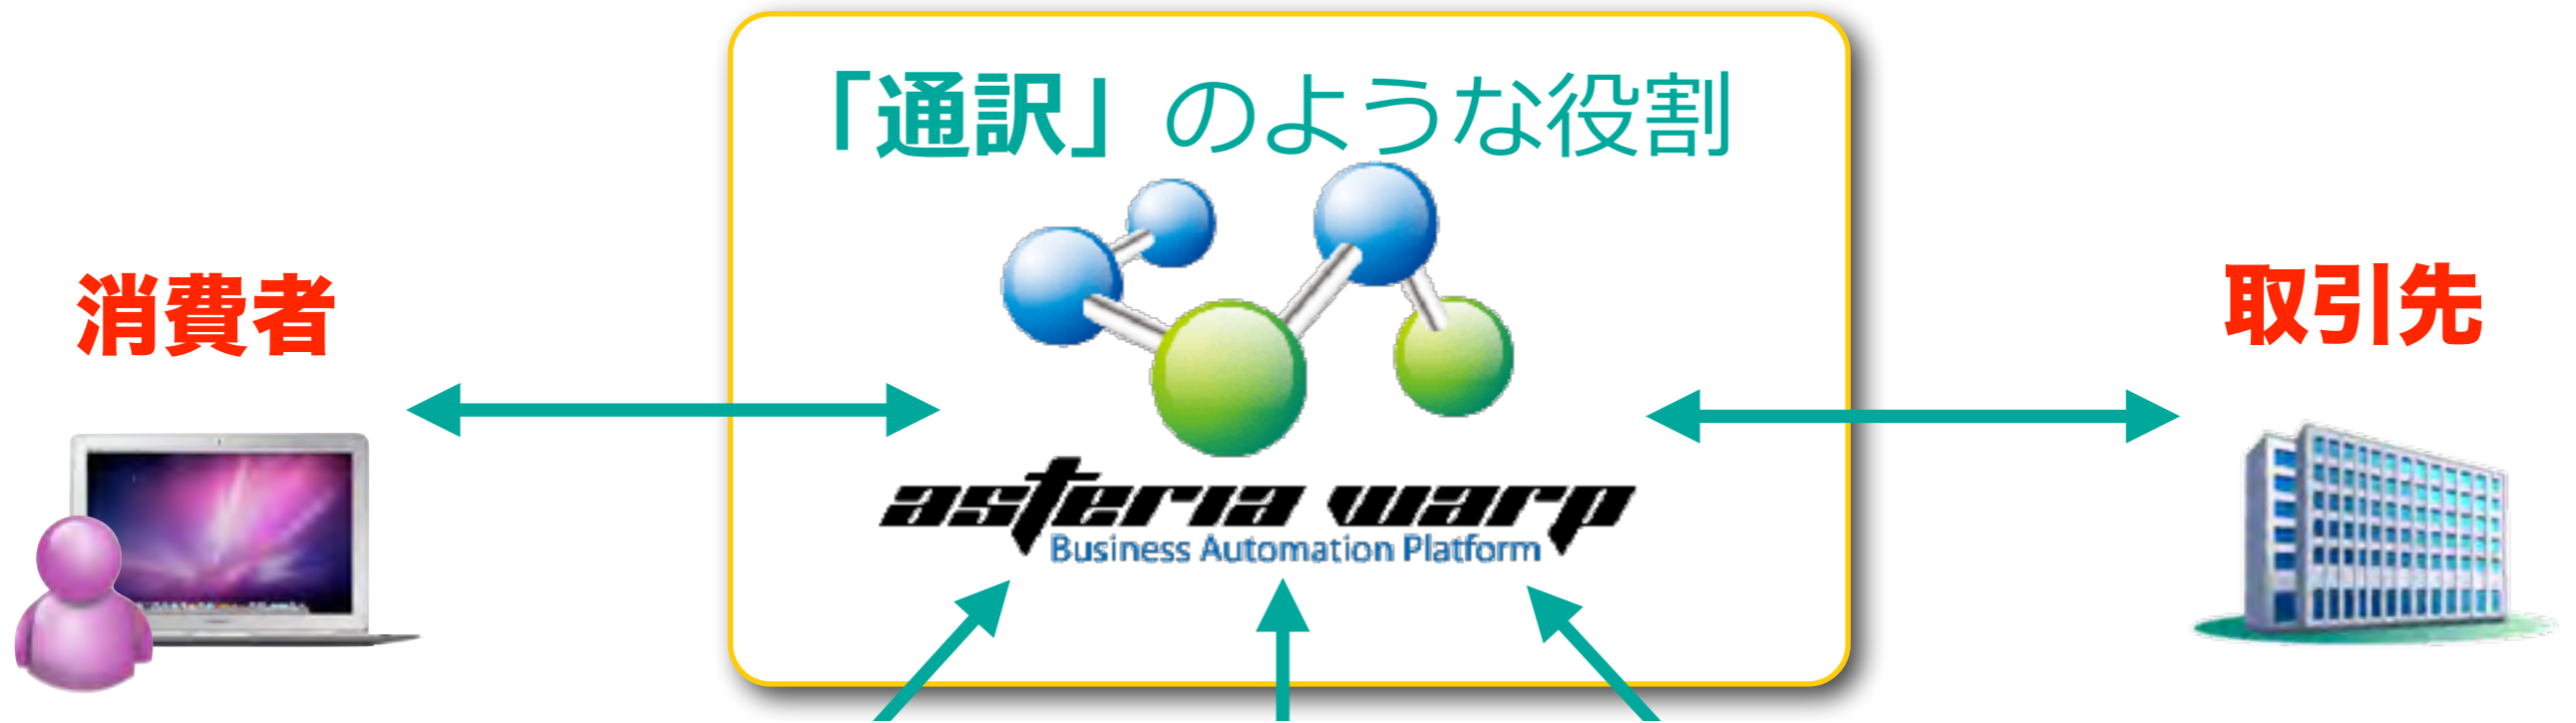 「通訳」のような役割
消費者
取引先
asteria warp
Business Automation Platform